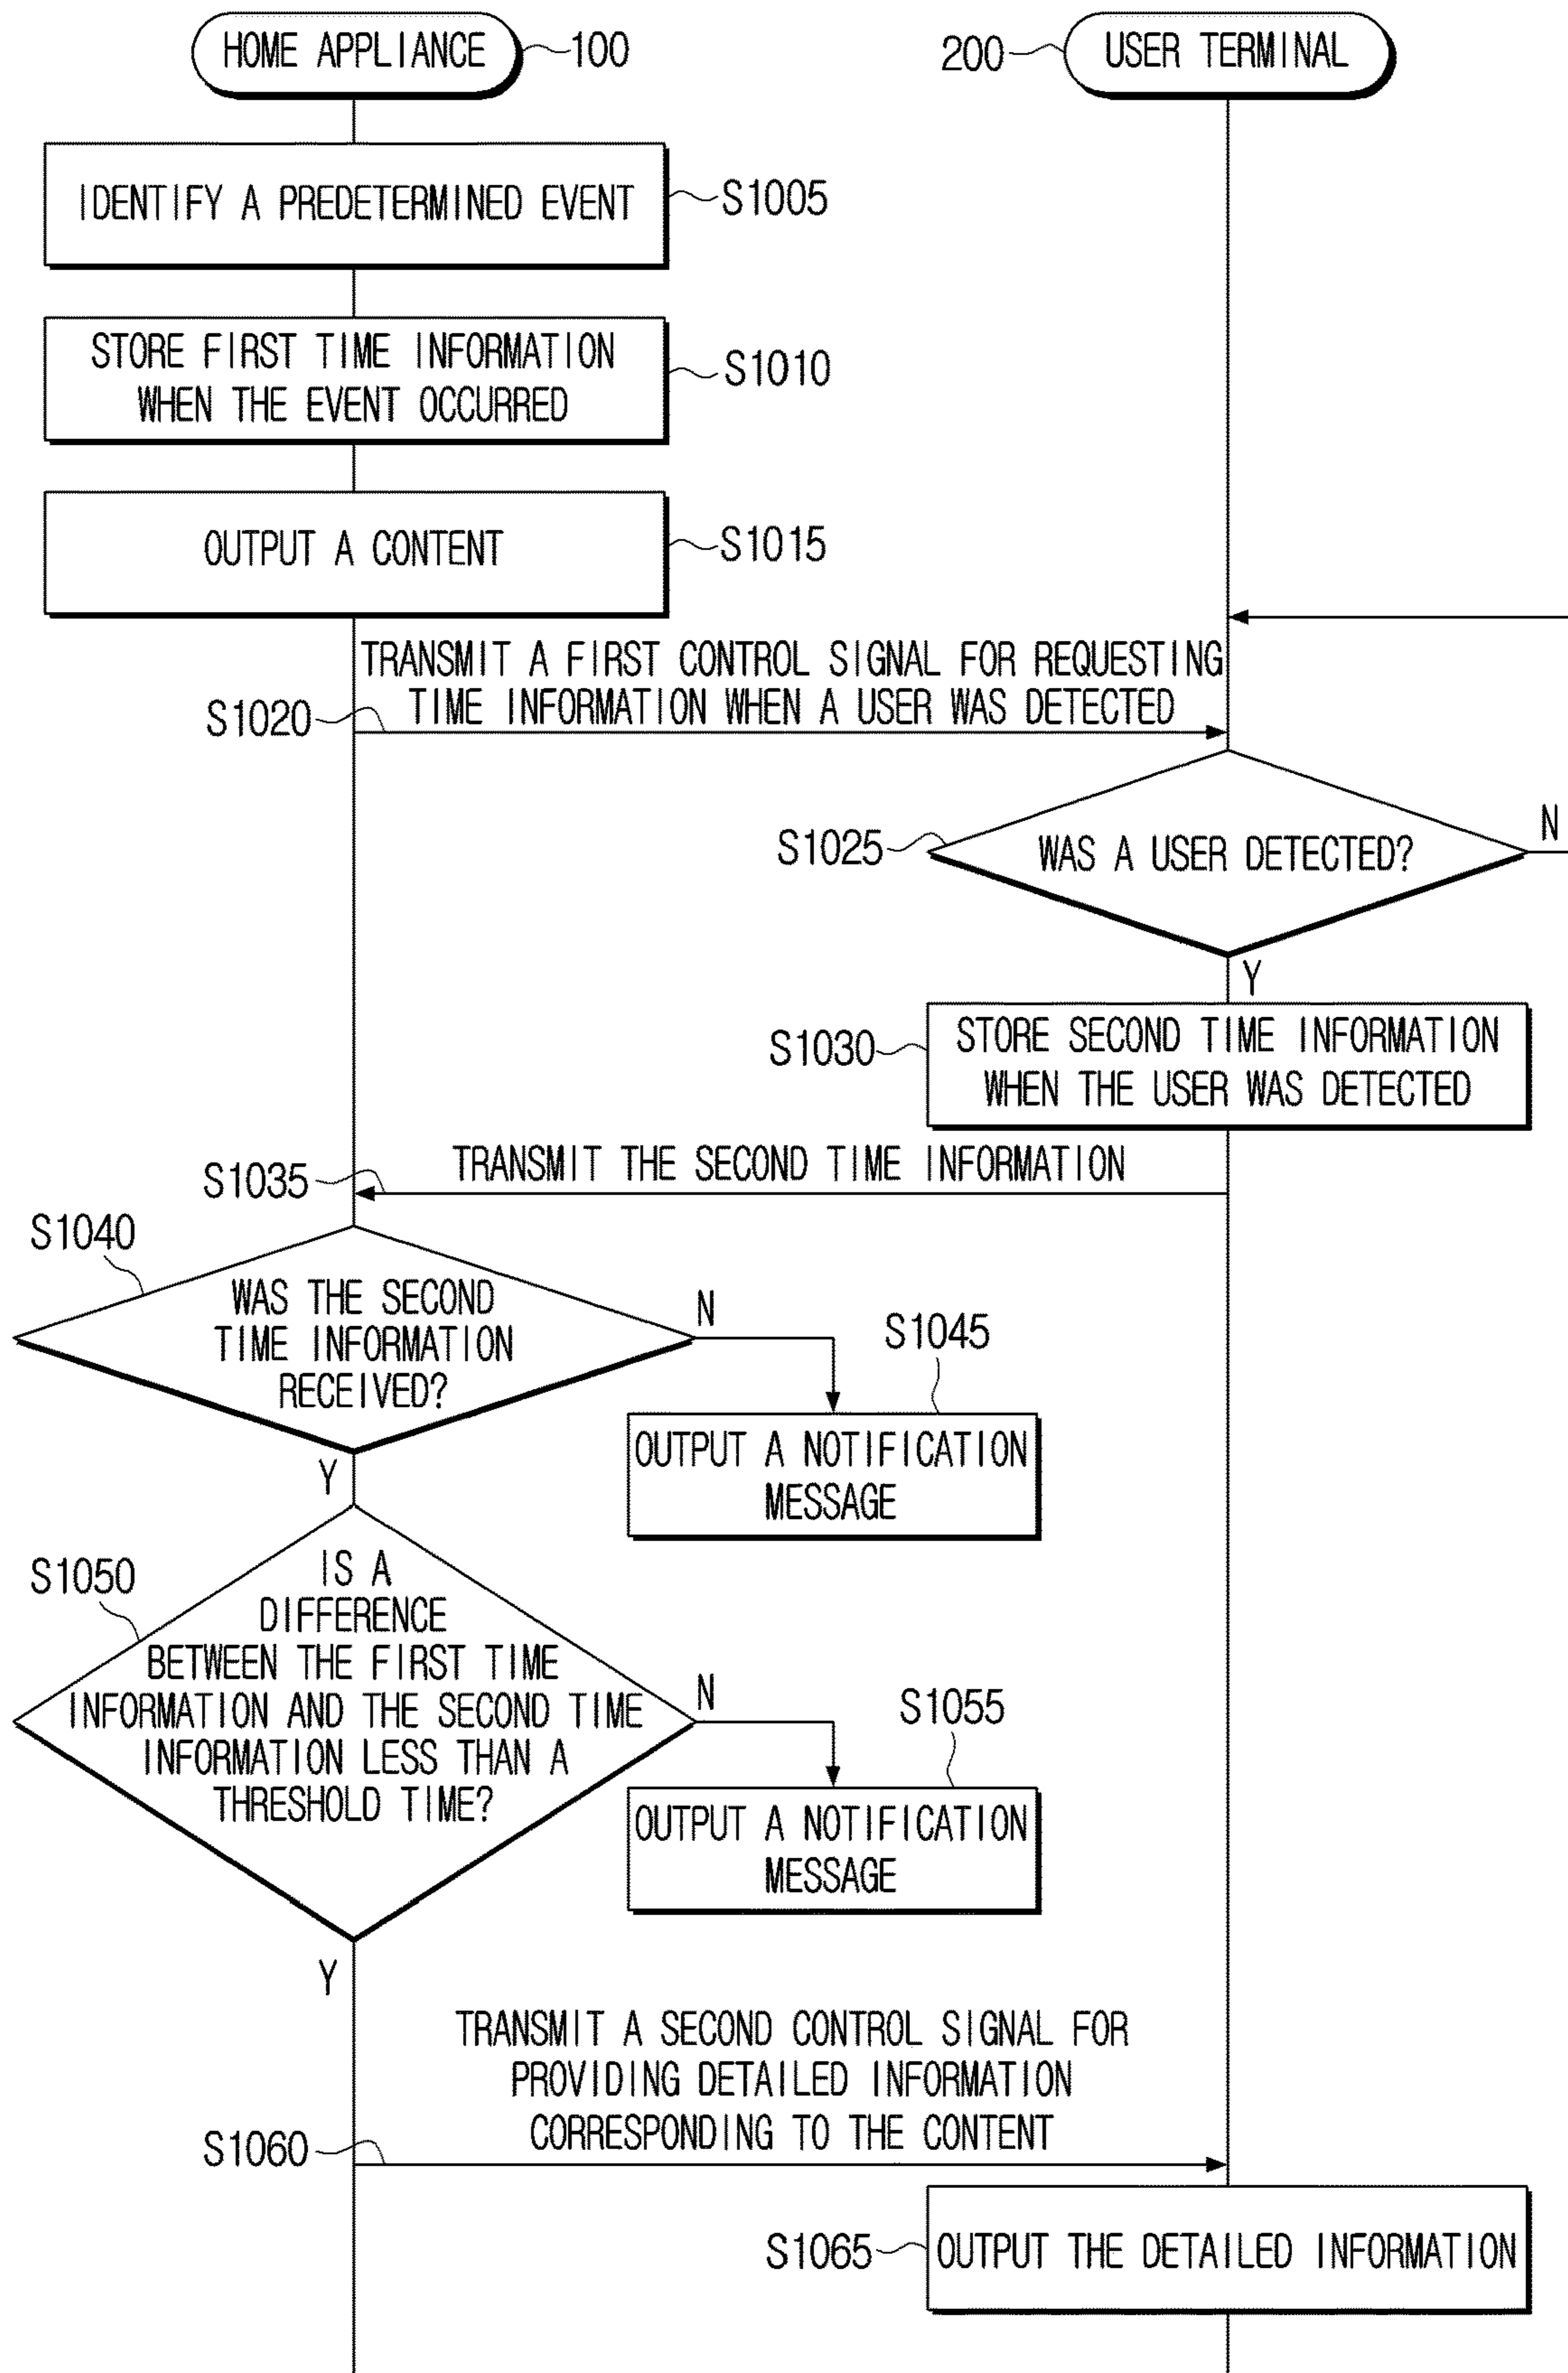 HOME APPLIANCE
100
200
USER TERMINAL
IDENTIFY A PREDETERMINED EVENT
S1005
STORE FIRST TIME INFORMATION
WHEN THE EVENT OCCURRED
S1010
OUTPUT A CONTENT
S1015
TRANSMIT A FIRST CONTROL SIGNAL FOR REQUESTING
TIME INFORMATION WHEN A USER WAS DETECTED
S1020
S1025
WAS A USER DETECTED?
N
Y
S1030
STORE SECOND TIME INFORMATION
WHEN THE USER WAS DETECTED
S1035
TRANSMIT THE SECOND TIME INFORMATION
S1040
WAS THE SECOND
TIME INFORMATION
RECEIVED?
N
S1045
OUTPUT A NOTIFICATION
MESSAGE
Y
S1050
IS A
DIFFERENCE
BETWEEN THE FIRST TIME
INFORMATION AND THE SECOND TIME
INFORMATION LESS THAN A
THRESHOLD TIME?
N
S1055
OUTPUT A NOTIFICATION
MESSAGE
Y
TRANSMIT A SECOND CONTROL SIGNAL FOR
PROVIDING DETAILED INFORMATION
CORRESPONDING TO THE CONTENT
S1060
S1065
OUTPUT THE DETAILED INFORMATION